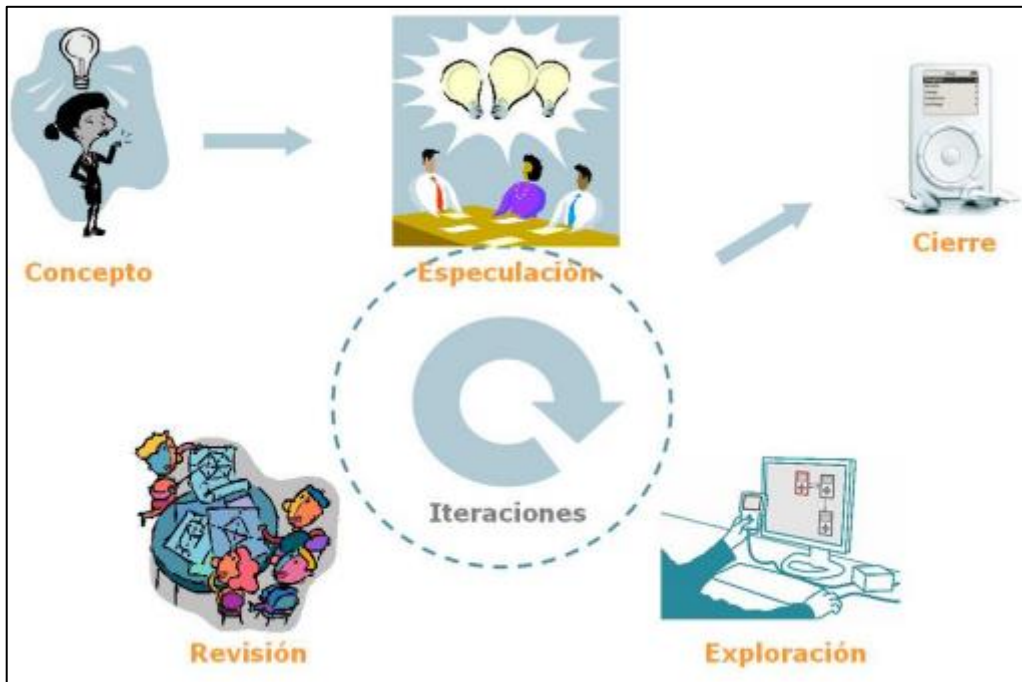 Concepto
Especulación
Cierre
Iteraciones
Revisión
Exploración